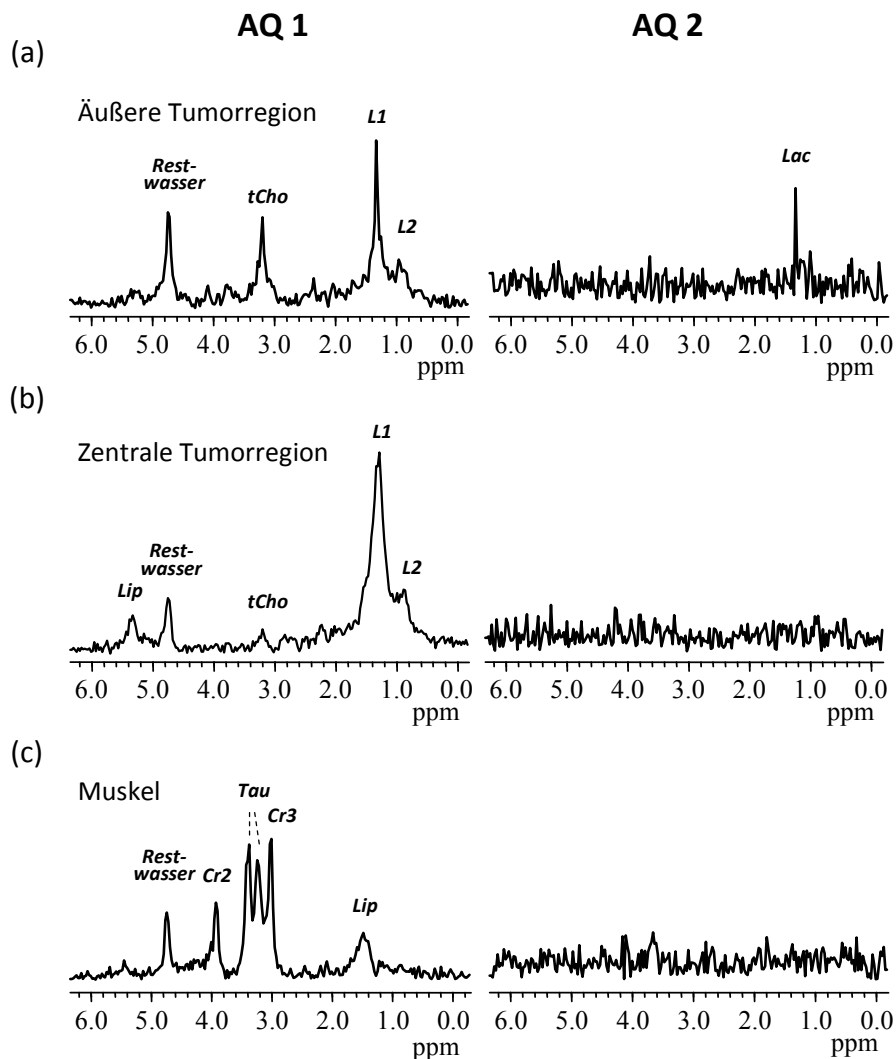 AQ 1 AQ 2
(a)
Äußere Tumorregion
L1
Rest-
wasser
tCho
L2
Lac
6.0 5.0 4.0 3.0 2.0 1.0 0.0
ppm
6.0 5.0 4.0 3.0 2.0 1.0 0.0
ppm
(b)
Zentrale Tumorregion
L1
Rest-
wasser
Lip
tCho
L2
6.0 5.0 4.0 3.0 2.0 1.0 0.0
ppm
6.0 5.0 4.0 3.0 2.0 1.0 0.0
ppm
(c)
Muskel
Tau
Cr3
Rest-
wasser
Cr2
Lip
6.0 5.0 4.0 3.0 2.0 1.0 0.0
ppm
6.0 5.0 4.0 3.0 2.0 1.0 0.0
ppm